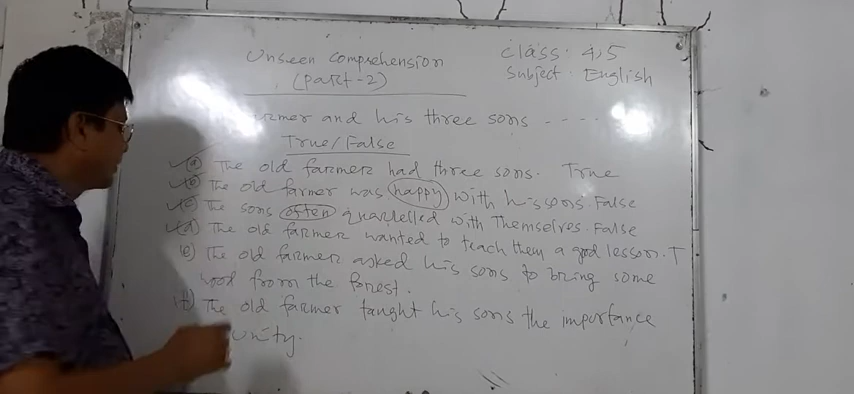 Unseen Comprehension
(Part-2)
Class: 4,5
Subject: English
and his three sons ----
True/False
(a) The old farmer had three sons. True
(b) The old farmer was happy with his sons. False
(c) The sons often quarrelled with Themselves. False
(d) The old farmer wanted to teach them a good lesson. T
(e) The old farmer asked his sons to bring some
wood from the forest.
(f) The old farmer taught his sons the importance
unity.